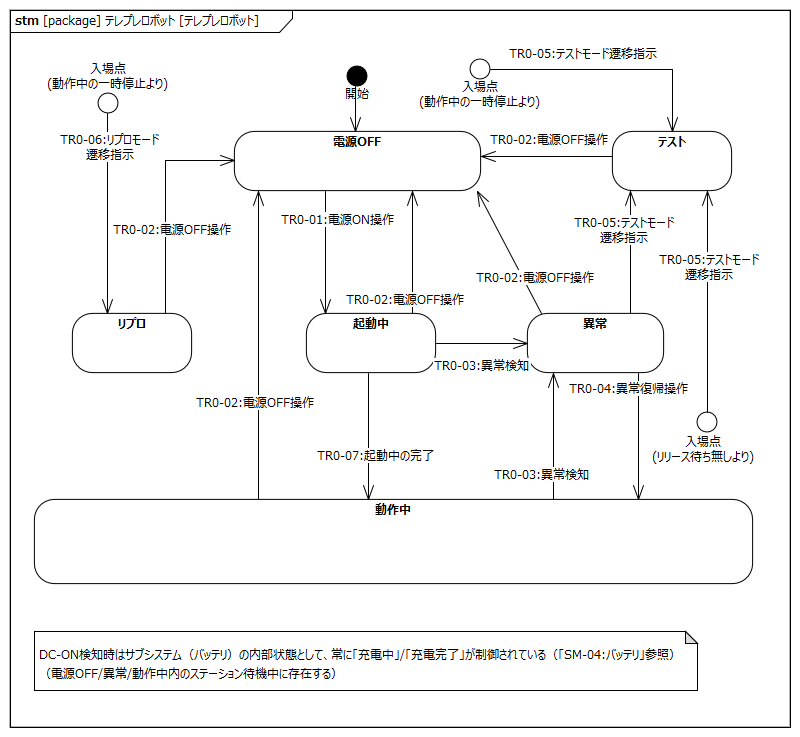 stm [package] テレプレロボット [テレプレロボット]
入場点
(動作中の一時停止より)
開始
TR0-05:テストモード遷移指示
入場点
(動作中の一時停止より)
TR0-06:リプロモード
遷移指示
電源OFF
TR0-02:電源OFF操作
テスト
TR0-02:電源OFF操作
TR0-01:電源ON操作
TR0-05:テストモード
遷移指示
TR0-05:テストモード
遷移指示
TR0-02:電源OFF操作
TR0-02:電源OFF操作
リプロ
起動中
異常
TR0-03:異常検知
TR0-04:異常復帰操作
TR0-02:電源OFF操作
入場点
(リリース待ち無しより)
TR0-07:起動中の完了
TR0-03:異常検知
動作中
DC-ON検知時はサブシステム（バッテリ）の内部状態として、常に「充電中」/「充電完了」が制御されている（「SM-04:バッテリ」参照）
（電源OFF/異常/動作中内のステーション待機中に存在する）